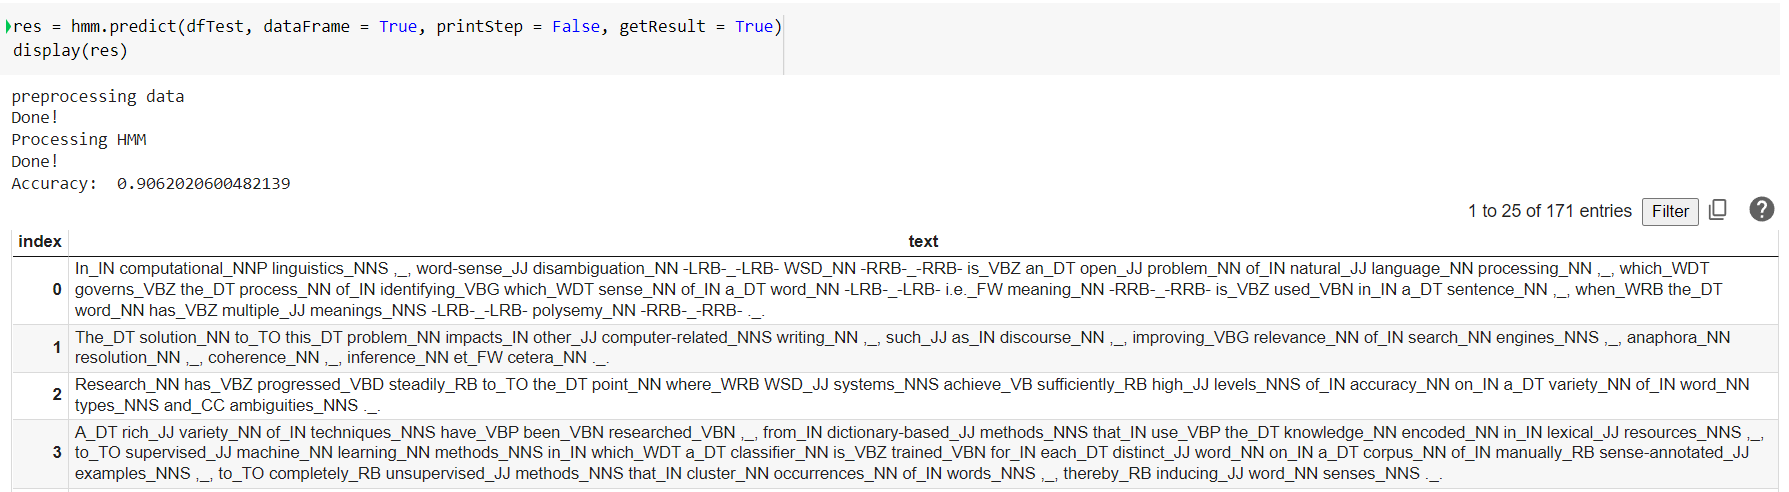 res = hmm.predict(dfTest, dataFrame = True, printStep = False, getResult = True)
display(res)
preprocessing data
Done!
Processing HMM
Done!
Accuracy:  0.9062020600482139
1 to 25 of 171 entries Filter ?
index text
In_IN computational_NNP linguistics_NNS ,_, word-sense_JJ disambiguation_NN -LRB-_-LRB- WSD_NN -RRB-_-RRB- is_VBZ an_DT open_JJ problem_NN of_IN natural_JJ language_NN processing_NN ,_, which_WDT
0 governs_VBZ the_DT process_NN of_IN identifying_VBG which_WDT sense_NN of_IN a_DT word_NN -LRB-_-LRB- i.e._FW meaning_NN -RRB-_-RRB- is_VBZ used_VBN in_IN a_DT sentence_NN ,_, when_WRB the_DT
word_NN has_VBZ multiple_JJ meanings_NNS -LRB-_-LRB- polysemy_NN -RRB-_-RRB- ._.
1 The_DT solution_NN to_TO this_DT problem_NN impacts_IN other_JJ computer-related_NNS writing_NN ,_, such_JJ as_IN discourse_NN ,_, improving_VBG relevance_NN of_IN search_NN engines_NNS ,_, anaphora_NN
resolution_NN ,_, coherence_NN ,_, inference_NN et_FW cetera_NN ._.
2 Research_NN has_VBZ progressed_VBD steadily_RB to_TO the_DT point_NN where_WRB WSD_JJ systems_NNS achieve_VB sufficiently_RB high_JJ levels_NNS of_IN accuracy_NN on_IN a_DT variety_NN of_IN word_NN
types_NNS and_CC ambiguities_NNS ._.
A_DT rich_JJ variety_NN of_IN techniques_NNS have_VBP been_VBN researched_VBN ,_, from_IN dictionary-based_JJ methods_NNS that_IN use_VBP the_DT knowledge_NN encoded_NN in_IN lexical_JJ resources_NNS ,_,
3 to_TO supervised_JJ machine_NN learning_NN methods_NNS in_IN which_WDT a_DT classifier_NN is_VBZ trained_VBN for_IN each_DT distinct_JJ word_NN on_IN a_DT corpus_NN of_IN manually_RB sense-annotated_JJ
examples_NNS ,_, to_TO completely_RB unsupervised_JJ methods_NNS that_IN cluster_NN occurrences_NN of_IN words_NNS ,_, thereby_RB inducing_JJ word_NN senses_NNS ._.